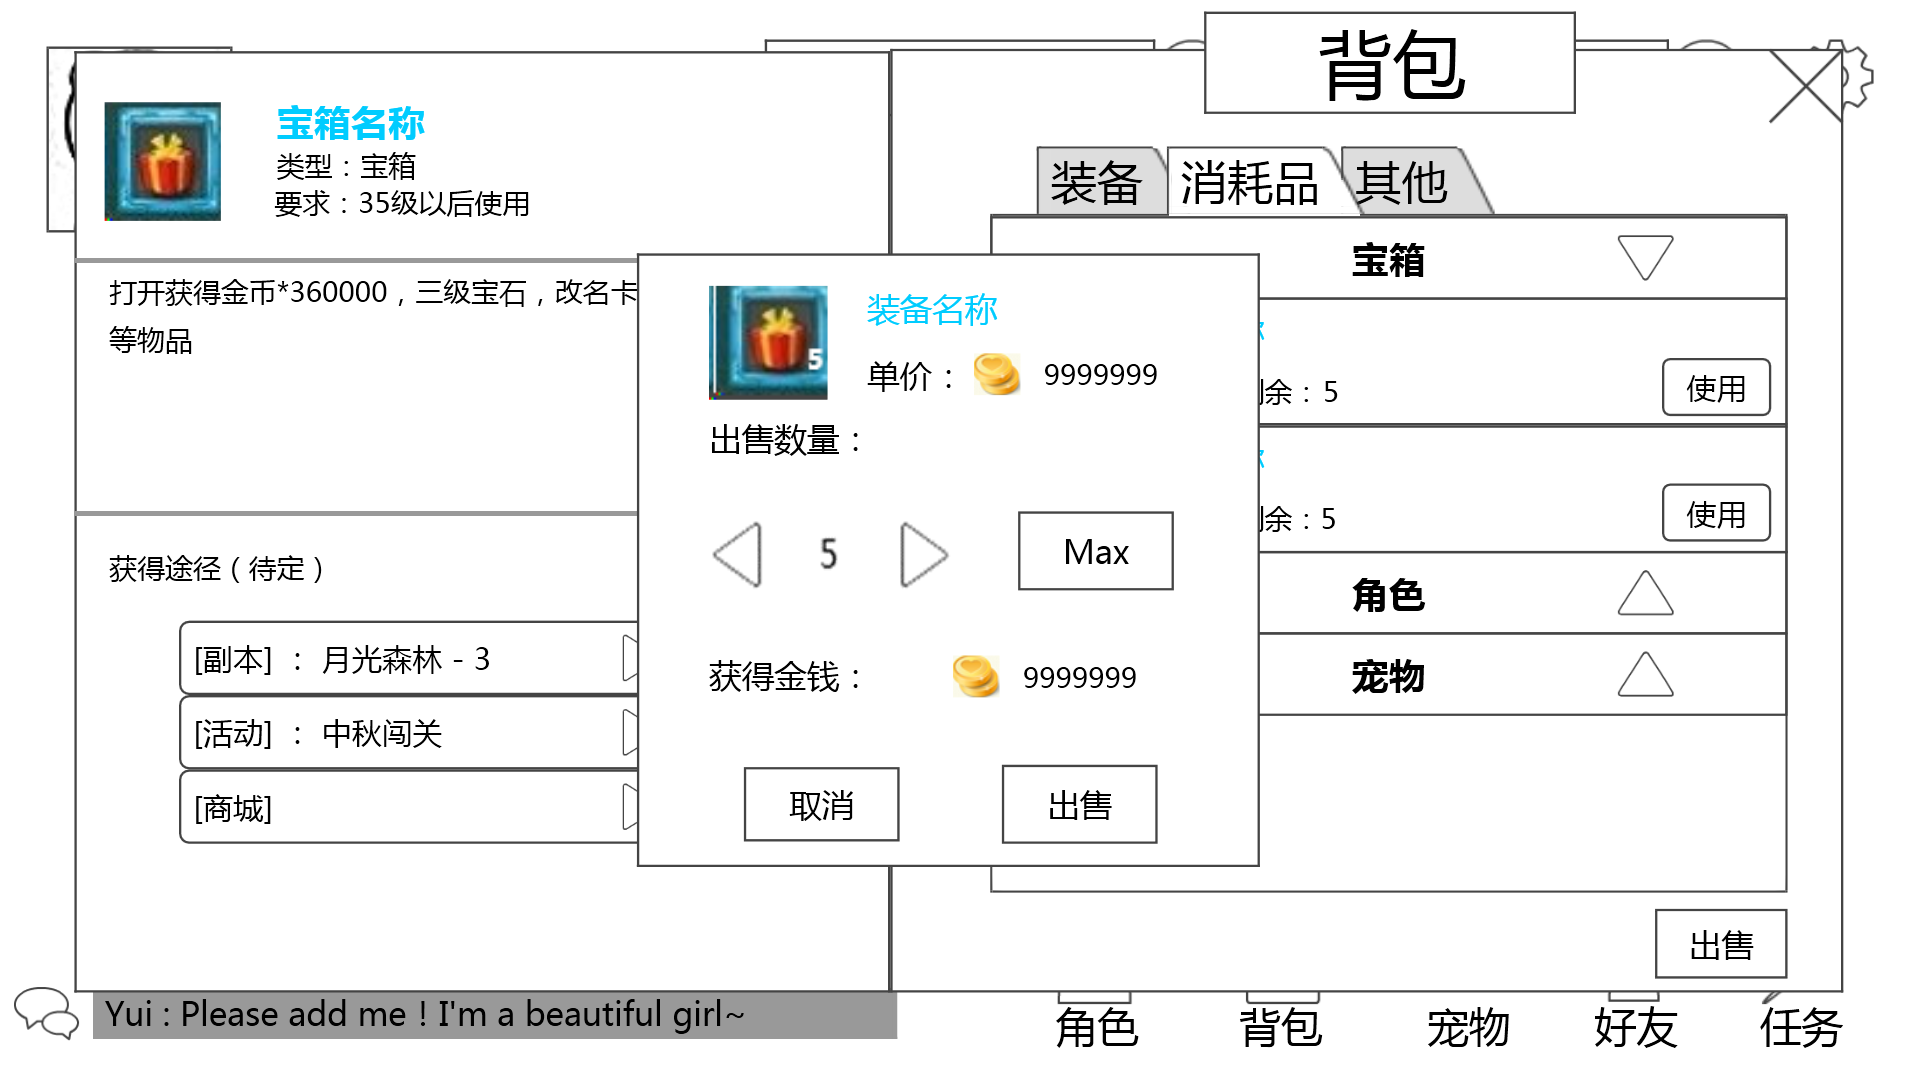 背包
宝箱名称
类型：宝箱
要求：35级以后使用
打开获得金币*360000，三级宝石，改名卡
等物品
获得途径（待定）
[副本] ： 月光森林 - 3
[活动] ： 中秋闯关
[商城]
装备名称
5
单价： 9999999
出售数量：
5
Max
获得金钱： 9999999
取消
出售
装备
消耗品
其他
宝箱
余：5
使用
余：5
使用
角色
宠物
出售
Yui : Please add me ! I'm a beautiful girl~
角色
背包
宠物
好友
任务